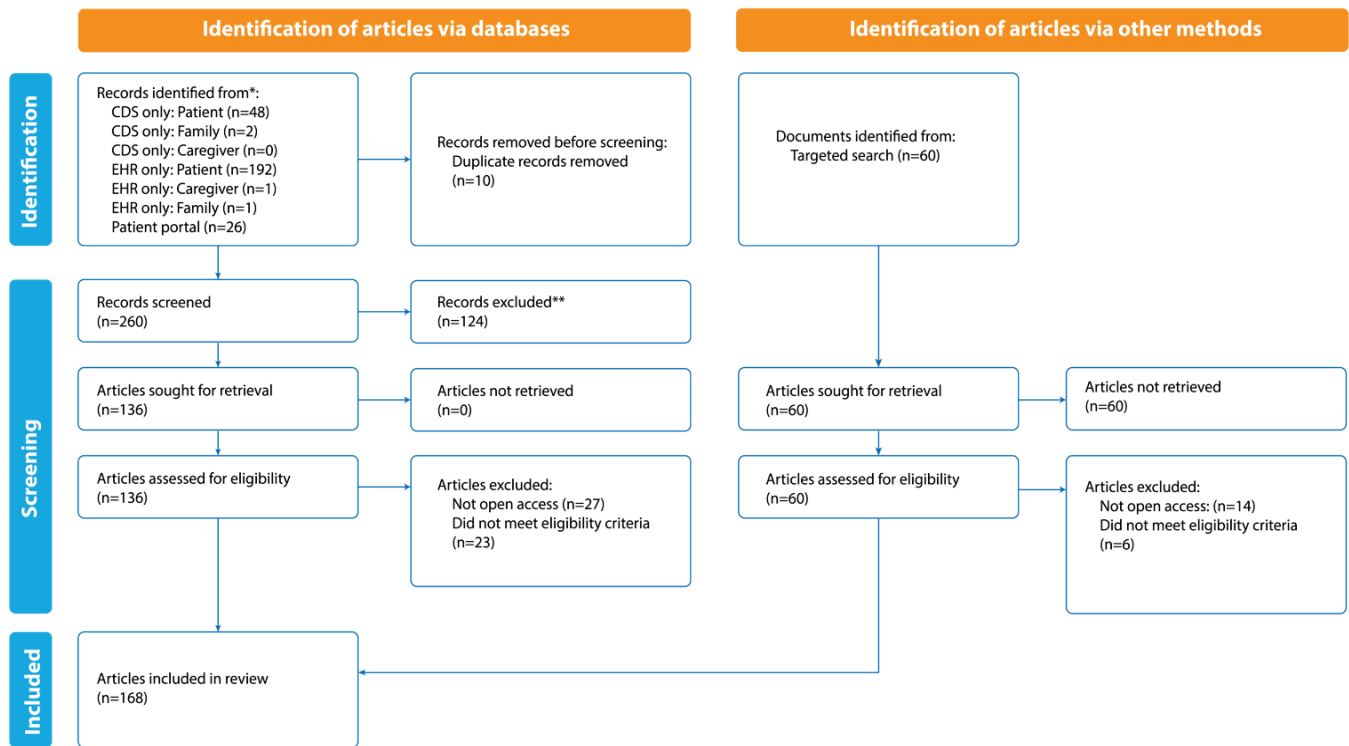 Identification of articles via databases
Identification of articles via other methods
Identification
Records identified from*:
CDS only: Patient (n=48)
CDS only: Family (n=2)
CDS only: Caregiver (n=0)
EHR only: Patient (n=192)
EHR only: Caregiver (n=1)
EHR only: Family (n=1)
Patient portal (n=26)
Records removed before screening:
Duplicate records removed
(n=10)
Documents identified from:
Targeted search (n=60)
Screening
Records screened
(n=260)
Records excluded**
(n=124)
Articles sought for retrieval
(n=136)
Articles not retrieved
(n=0)
Articles sought for retrieval
(n=60)
Articles not retrieved
(n=60)
Articles assessed for eligibility
(n=136)
Articles excluded:
Not open access (n=27)
Did not meet eligibility criteria
(n=23)
Articles assessed for eligibility
(n=60)
Articles excluded:
Not open access: (n=14)
Did not meet eligibility criteria
(n=6)
Included
Articles included in review
(n=168)